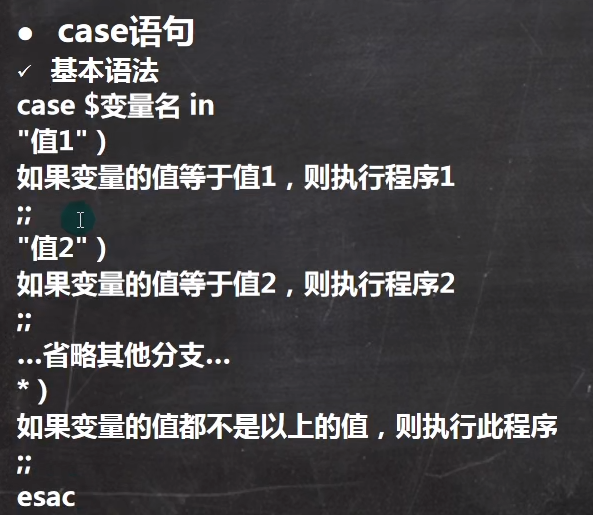 ● case语句
✓ 基本语法
case $变量名 in
"值1"）
如果变量的值等于值1，则执行程序1
;;
"值2"）
如果变量的值等于值2，则执行程序2
;;
…省略其他分支…
*）
如果变量的值都不是以上的值，则执行此程序
;;
esac